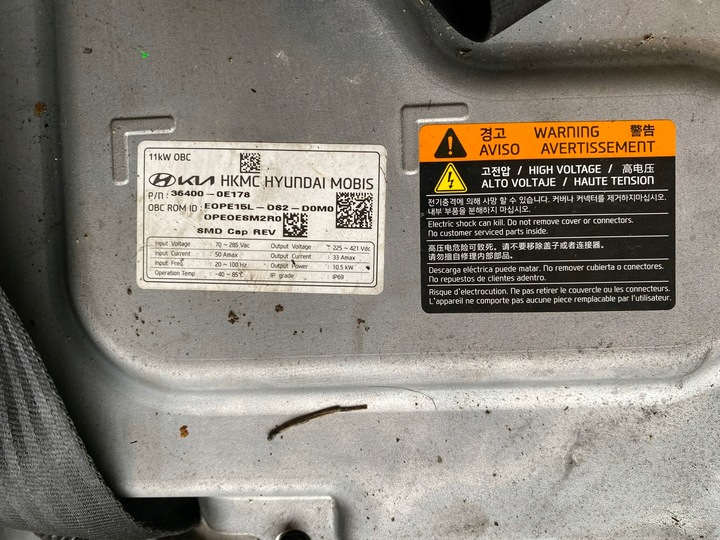 11kW OBC
KIA HKMC HYUNDAI MOBIS
P/N : 36400-0E178
OBC ROM ID : EOPE15L-OS2-D0M0
OPE0E8M2R0
SMD Cap REV
Input Voltage : 70 ~ 285 Vac Output Voltage : 225 ~ 421 Vdc
Input Current : 50 Amax Output Current : 33 Amax
Input Freq : 20 ~ 100 Hz Output Power : 10.5 kW
Operation Temp : -40 ~ 85℃ IP grade : IP69
경고 WARNING 警告
AVISO AVERTISSEMENT
고전압 / HIGH VOLTAGE / 高电压
ALTO VOLTAJE / HAUTE TENSION
전기충격에 의해 사망 할 수 있습니다. 커버나 커넥터를 제거하지마십시오.
내부 부품을 분해하지 마십시오.
Electric shock can kill. Do not remove cover or connectors.
No customer serviced parts inside.
高压电危险可致死。请不要移除盖子或者连接器。
请勿擅自修理内部部品。
Descarga eléctrica puede matar. No remover cubierta o conectores.
No repuestos de clientes adentro.
Risque d'electrocution. Ne pas retirer le couvercle ou les connecteurs.
L'appareil ne comporte pas aucune piece remplacable par l'utilisateur.